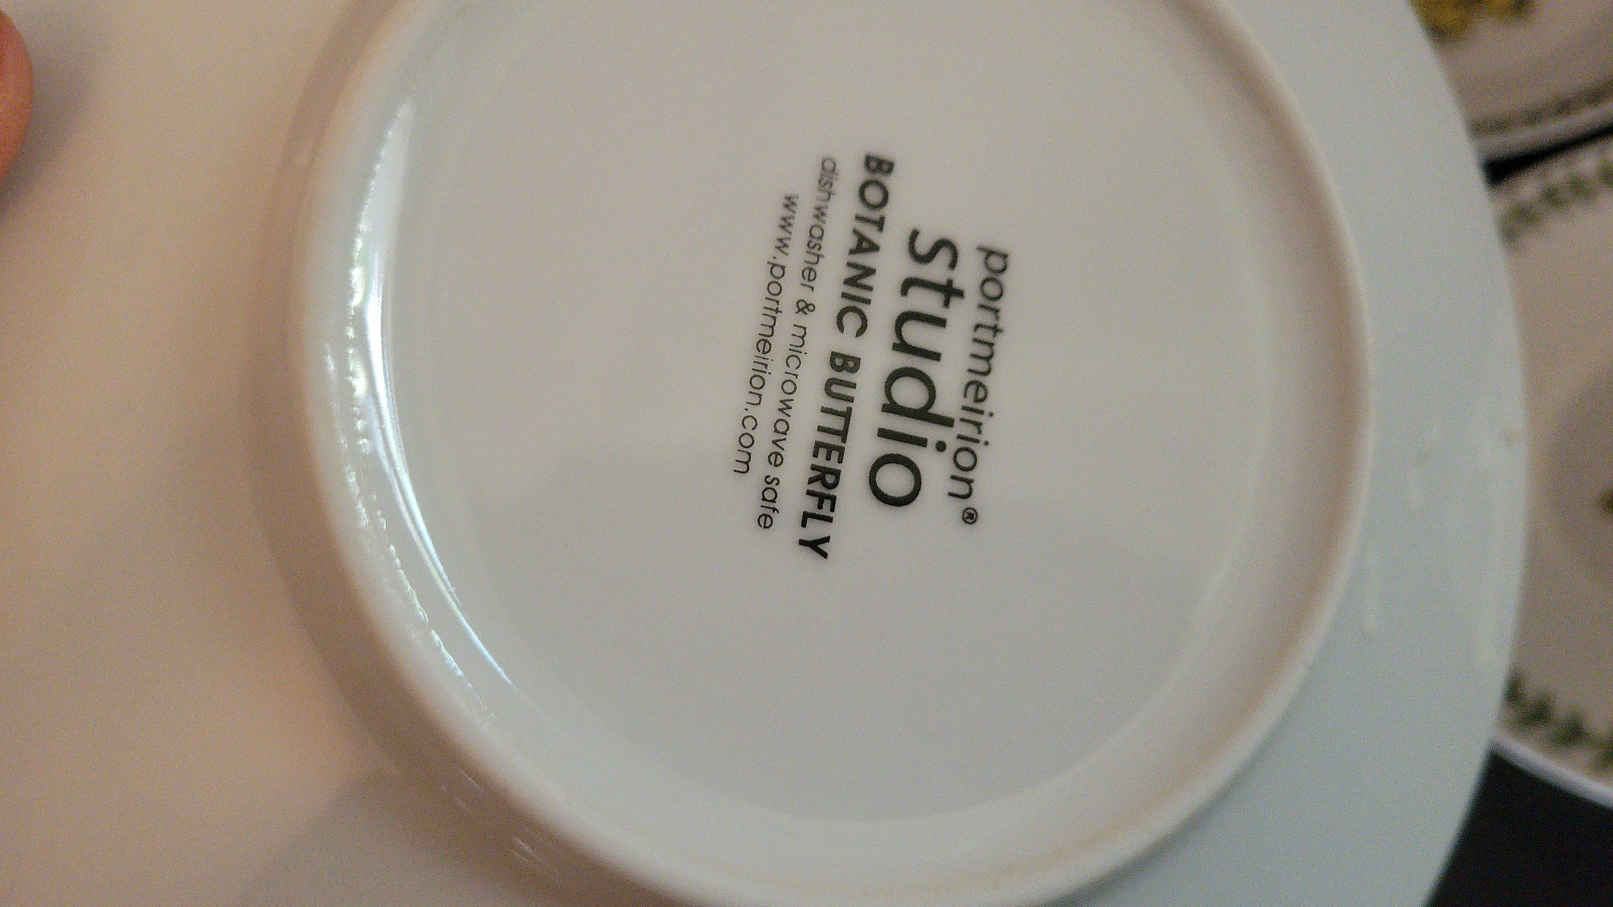 portmeirion®
studio
BOTANIC BUTTERFLY
dishwasher & microwave safe
www.portmeirion.com